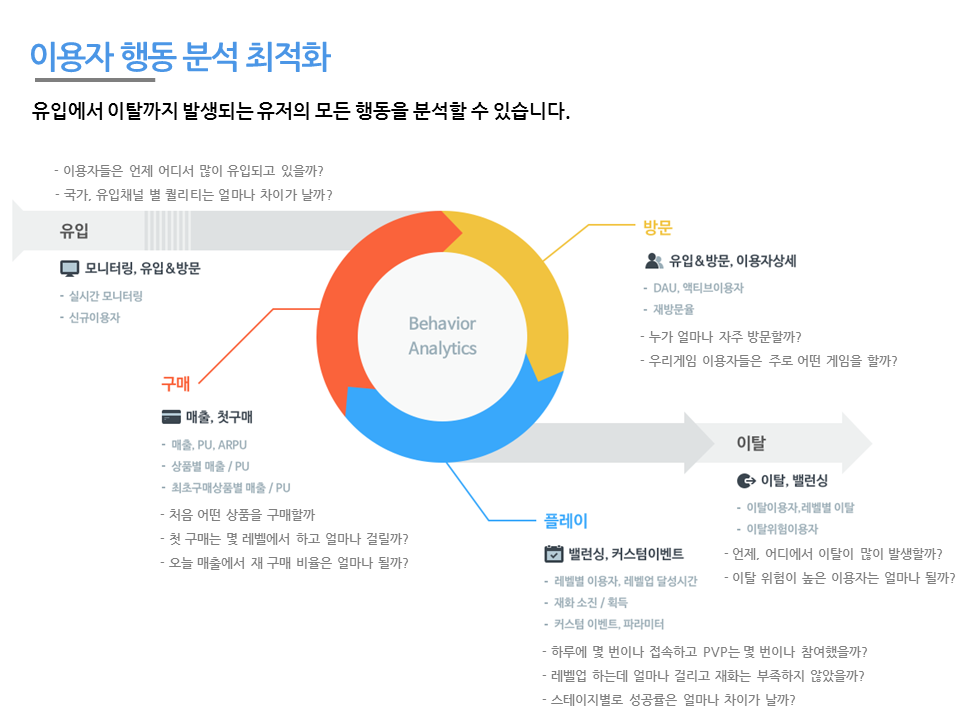 이용자 행동 분석 최적화
유입에서 이탈까지 발생되는 유저의 모든 행동을 분석할 수 있습니다.
- 이용자들은 언제 어디서 많이 유입되고 있을까?
- 국가, 유입채널 별 퀄리티는 얼마나 차이가 날까?
유입
모니터링, 유입&방문
- 실시간 모니터링
- 신규이용자
Behavior
Analytics
방문
유입&방문, 이용자상세
- DAU, 액티브이용자
- 재방문율
- 누가 얼마나 자주 방문할까?
- 우리게임 이용자들은 주로 어떤 게임을 할까?
구매
매출, 첫구매
- 매출, PU, ARPU
- 상품별 매출 / PU
- 최초구매상품별 매출 / PU
- 처음 어떤 상품을 구매할까
- 첫 구매는 몇 레벨에서 하고 얼마나 걸릴까?
- 오늘 매출에서 재 구매 비율은 얼마나 될까?
이탈
이탈, 밸런싱
- 이탈이용자,레벨별 이탈
- 이탈위험이용자
- 언제, 어디에서 이탈이 많이 발생할까?
- 이탈 위험이 높은 이용자는 얼마나 될까?
플레이
밸런싱, 커스텀이벤트
- 레벨별 이용자, 레벨업 달성시간
- 재화 소진 / 획득
- 커스텀 이벤트, 파라미터
- 하루에 몇 번이나 접속하고 PVP는 몇 번이나 참여했을까?
- 레벨업 하는데 얼마나 걸리고 재화는 부족하지 않았을까?
- 스테이지별로 성공률은 얼마나 차이가 날까?